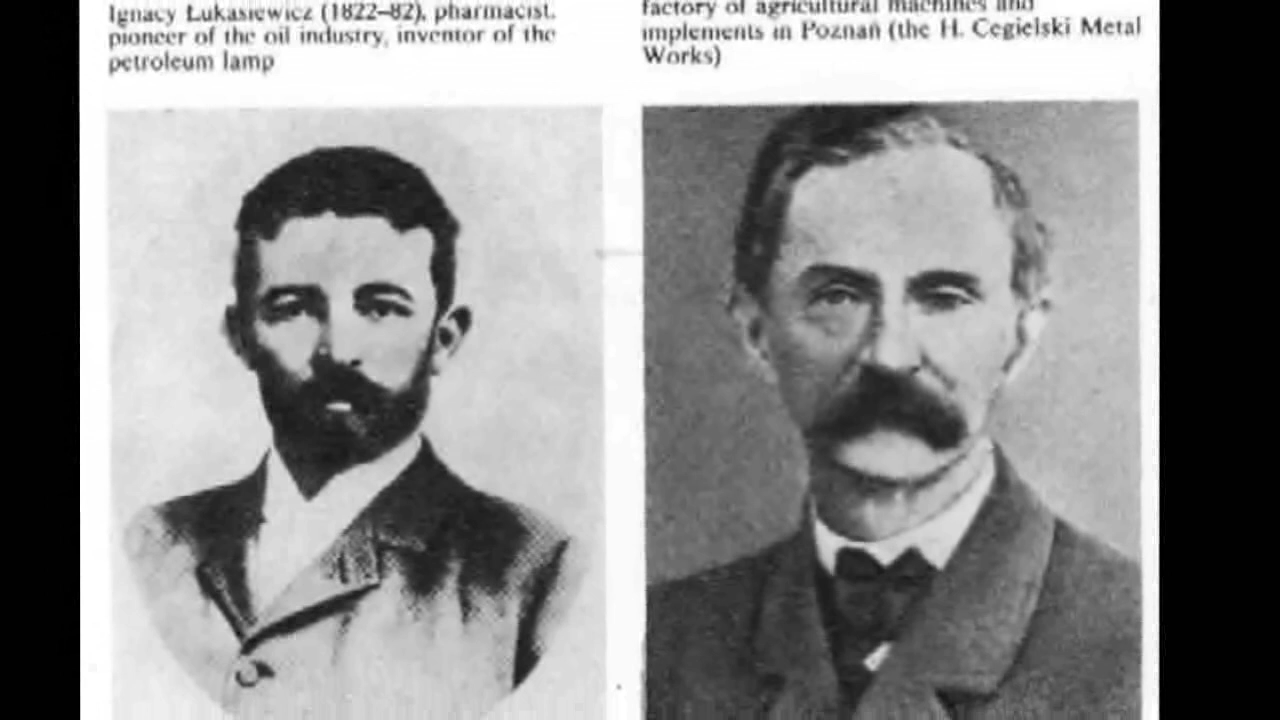 Ignacy Łukasiewicz (1822–82), pharmacist,
pioneer of the oil industry, inventor of the
petroleum lamp
factory of agricultural machines and
implements in Poznań (the H. Cegielski Metal
Works)